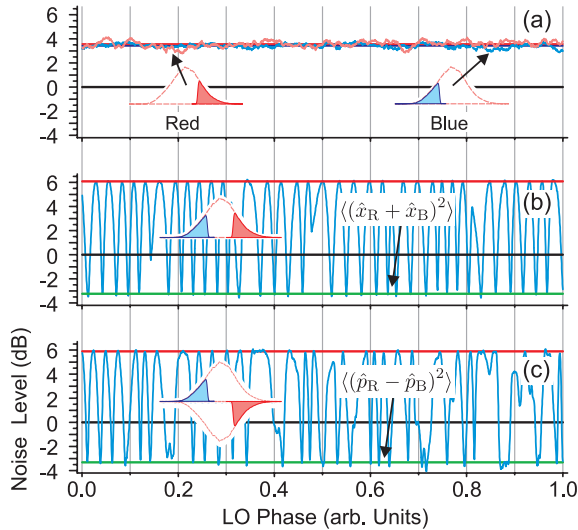 (a)
6
4
2
0
-2
-4
Red
Blue
(b)
6
4
2
0
-2
-4
⟨(x̂_R + x̂_B)²⟩
(c)
6
4
2
0
-2
-4
⟨(p̂_R − p̂_B)²⟩
Noise Level (dB)
0.0 0.2 0.4 0.6 0.8 1.0
LO Phase (arb. Units)